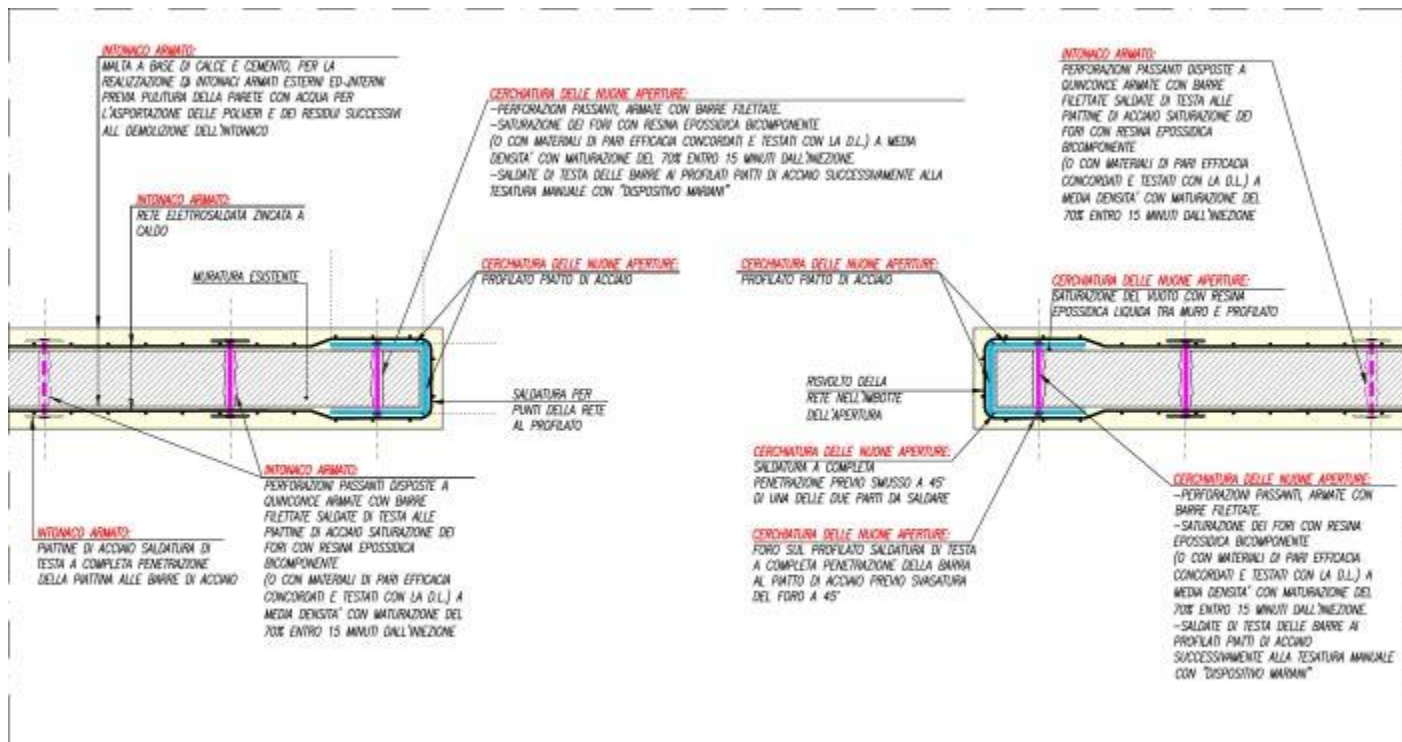 INTONACO ARMATO:
MALTA A BASE DI CALCE E CEMENTO, PER LA
REALIZZAZIONE DI INTONACI ARMATI ESTERNI ED INTERNI
PREVIA PULITURA DELLA PARETE CON ACQUA PER
L'ASPORTAZIONE DELLE POLVERI E DEI RESIDUI SUCCESSIVI
ALL DEMOLIZIONE DELL'INTONACO
CERCHIATURA DELLE NUONE APERTURE:
-PERFORAZIONI PASSANTI, ARMATE CON BARRE FILETTATE.
-SATURAZIONE DEI FORI CON RESINA EPOSSIDICA BICOMPONENTE
(O CON MATERIALI DI PARI EFFICACIA CONCORDATI E TESTATI CON LA D.L.) A MEDIA
DENSITA' CON MATURAZIONE DEL 70% ENTRO 15 MINUTI DALL'INIEZIONE.
-SALDATE DI TESTA DELLE BARRE AI PROFILATI PIATTI DI ACCIAIO SUCCESSIVAMENTE ALLA
TESATURA MANUALE CON "DISPOSITIVO MARIANI"
INTONACO ARMATO:
PERFORAZIONI PASSANTI DISPOSTE A
QUINCONCE ARMATE CON BARRE
FILETTATE SALDATE DI TESTA ALLE
PIATTINE DI ACCIAIO SATURAZIONE DEI
FORI CON RESINA EPOSSIDICA
BICOMPONENTE
(O CON MATERIALI DI PARI EFFICACIA
CONCORDATI E TESTATI CON LA D.L.) A
MEDIA DENSITA' CON MATURAZIONE DEL
70% ENTRO 15 MINUTI DALL'INIEZIONE
INTONACO ARMATO:
RETE ELETTROSALDATA ZINCATA A
CALDO
MURATURA ESISTENTE
CERCHIATURA DELLE NUONE APERTURE:
PROFILATO PIATTO DI ACCIAIO
CERCHIATURA DELLE NUONE APERTURE:
PROFILATO PIATTO DI ACCIAIO
CERCHIATURA DELLE NUONE APERTURE:
SATURAZIONE DEL VUOTO CON RESINA
EPOSSIDICA LIQUIDA TRA MURO E PROFILATO
SALDATURA PER
PUNTI DELLA RETE
AL PROFILATO
RISVOLTO DELLA
RETE NELL'IMBOTTE
DELL'APERTURA
INTONACO ARMATO:
PIATTINE DI ACCIAIO SALDATURA DI
TESTA A COMPLETA PENETRAZIONE
DELLA PIATTINA ALLE BARRE DI ACCIAIO
INTONACO ARMATO:
PERFORAZIONI PASSANTI DISPOSTE A
QUINCONCE ARMATE CON BARRE
FILETTATE SALDATE DI TESTA ALLE
PIATTINE DI ACCIAIO SATURAZIONE DEI
FORI CON RESINA EPOSSIDICA
BICOMPONENTE
(O CON MATERIALI DI PARI EFFICACIA
CONCORDATI E TESTATI CON LA D.L.) A
MEDIA DENSITA' CON MATURAZIONE DEL
70% ENTRO 15 MINUTI DALL'INIEZIONE
CERCHIATURA DELLE NUONE APERTURE:
SALDATURA A COMPLETA
PENETRAZIONE PREVIO SMUSSO A 45°
DI UNA DELLE DUE PARTI DA SALDARE
CERCHIATURA DELLE NUONE APERTURE:
FORO SUL PROFILATO SALDATURA DI TESTA
A COMPLETA PENETRAZIONE DELLA BARRA
AL PIATTO DI ACCIAIO PREVIO SVASATURA
DEL FORO A 45°
CERCHIATURA DELLE NUONE APERTURE:
-PERFORAZIONI PASSANTI, ARMATE CON
BARRE FILETTATE.
-SATURAZIONE DEI FORI CON RESINA
EPOSSIDICA BICOMPONENTE
(O CON MATERIALI DI PARI EFFICACIA
CONCORDATI E TESTATI CON LA D.L.) A
MEDIA DENSITA' CON MATURAZIONE DEL
70% ENTRO 15 MINUTI DALL'INIEZIONE.
-SALDATE DI TESTA DELLE BARRE AI
PROFILATI PIATTI DI ACCIAIO
SUCCESSIVAMENTE ALLA TESATURA MANUALE
CON "DISPOSITIVO MARIANI"